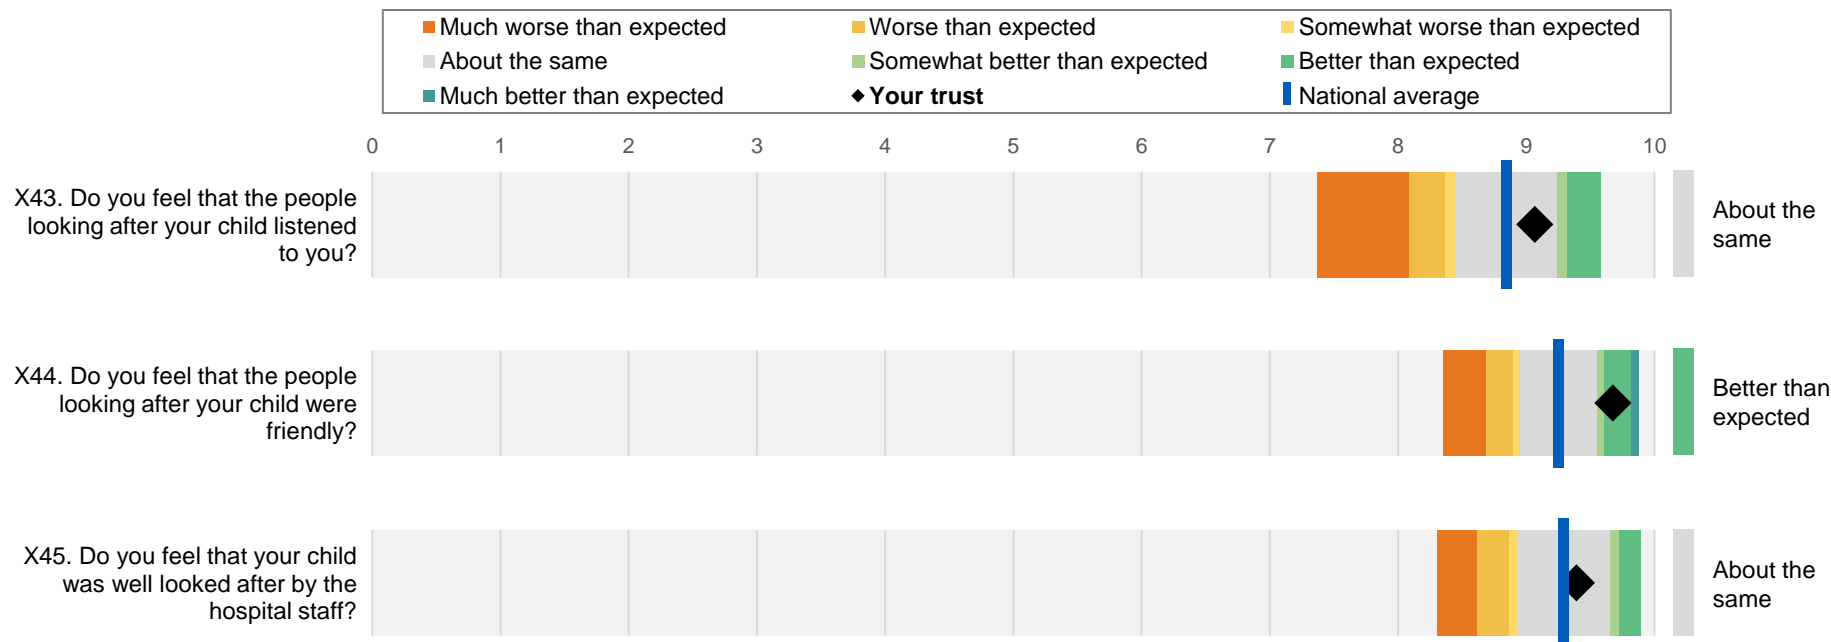 Much worse than expected
Worse than expected
Somewhat worse than expected
About the same
Somewhat better than expected
Better than expected
Much better than expected
Your trust
National average
0 1 2 3 4 5 6 7 8 9 10
X43. Do you feel that the people
looking after your child listened
to you?
About the
same
X44. Do you feel that the people
looking after your child were
friendly?
Better than
expected
X45. Do you feel that your child
was well looked after by the
hospital staff?
About the
same